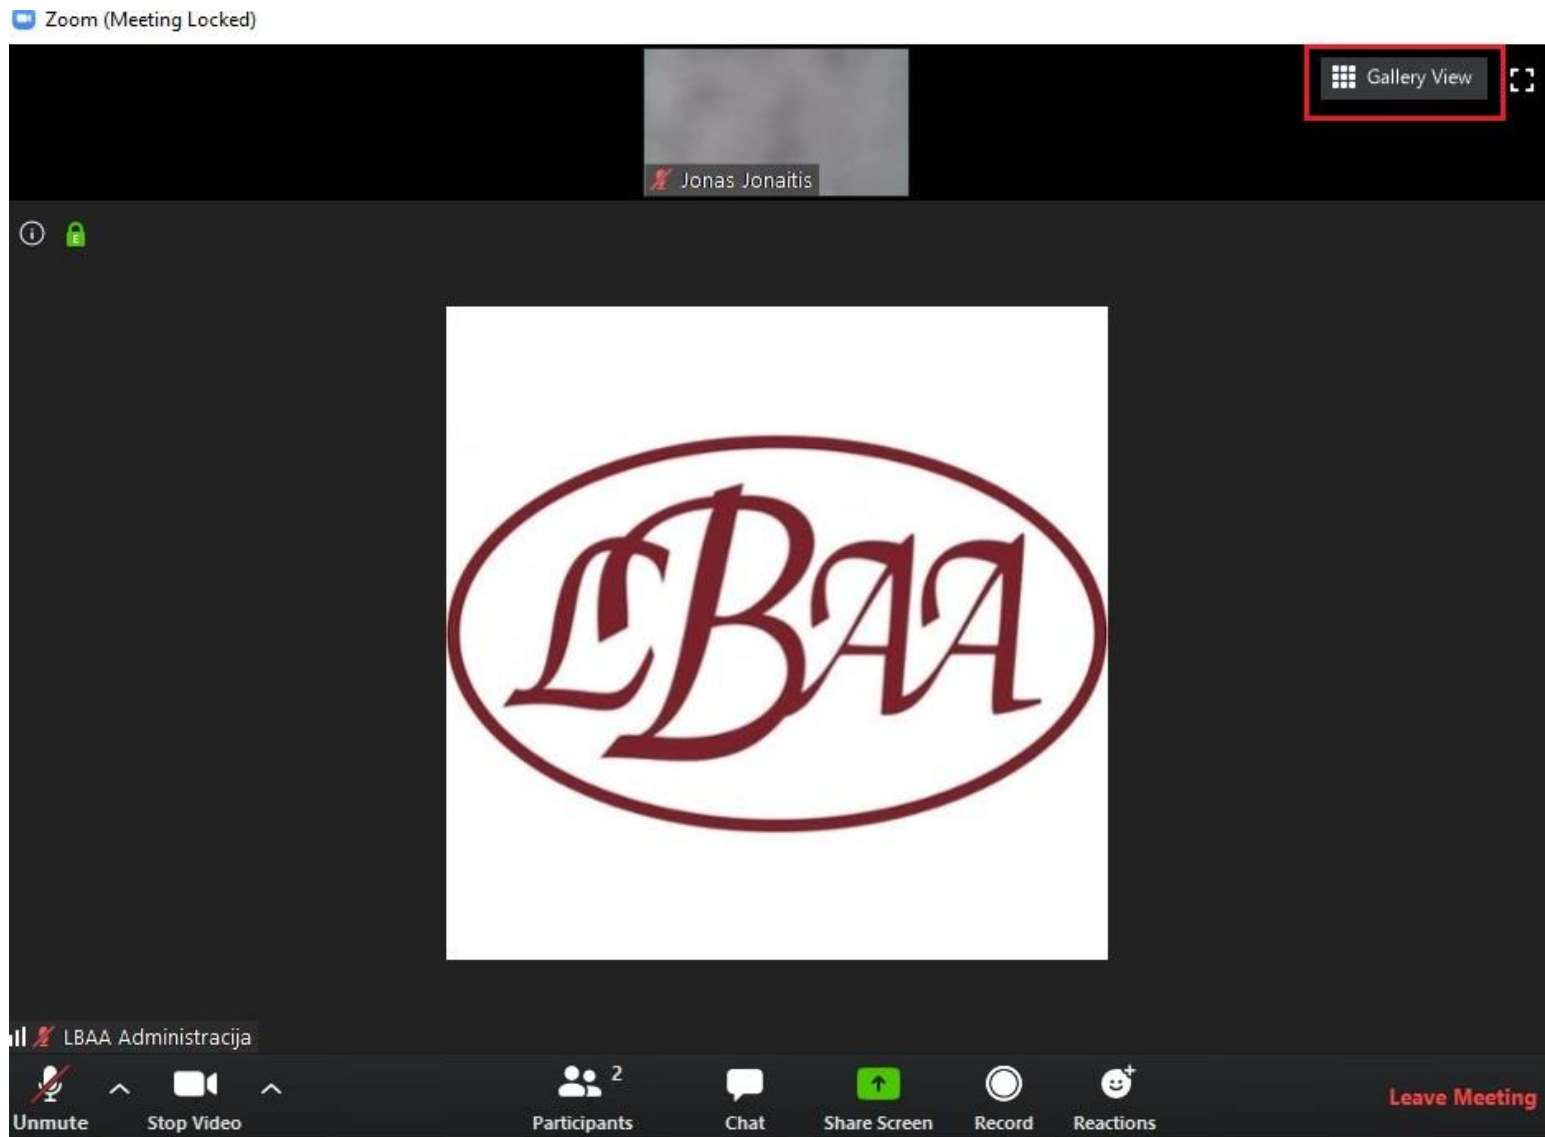 Zoom (Meeting Locked)
Gallery View
Jonas Jonaitis
E
LBAA
LBAA Administracija
2
Unmute
Stop Video
Participants
Chat
Share Screen
Record
Reactions
Leave Meeting